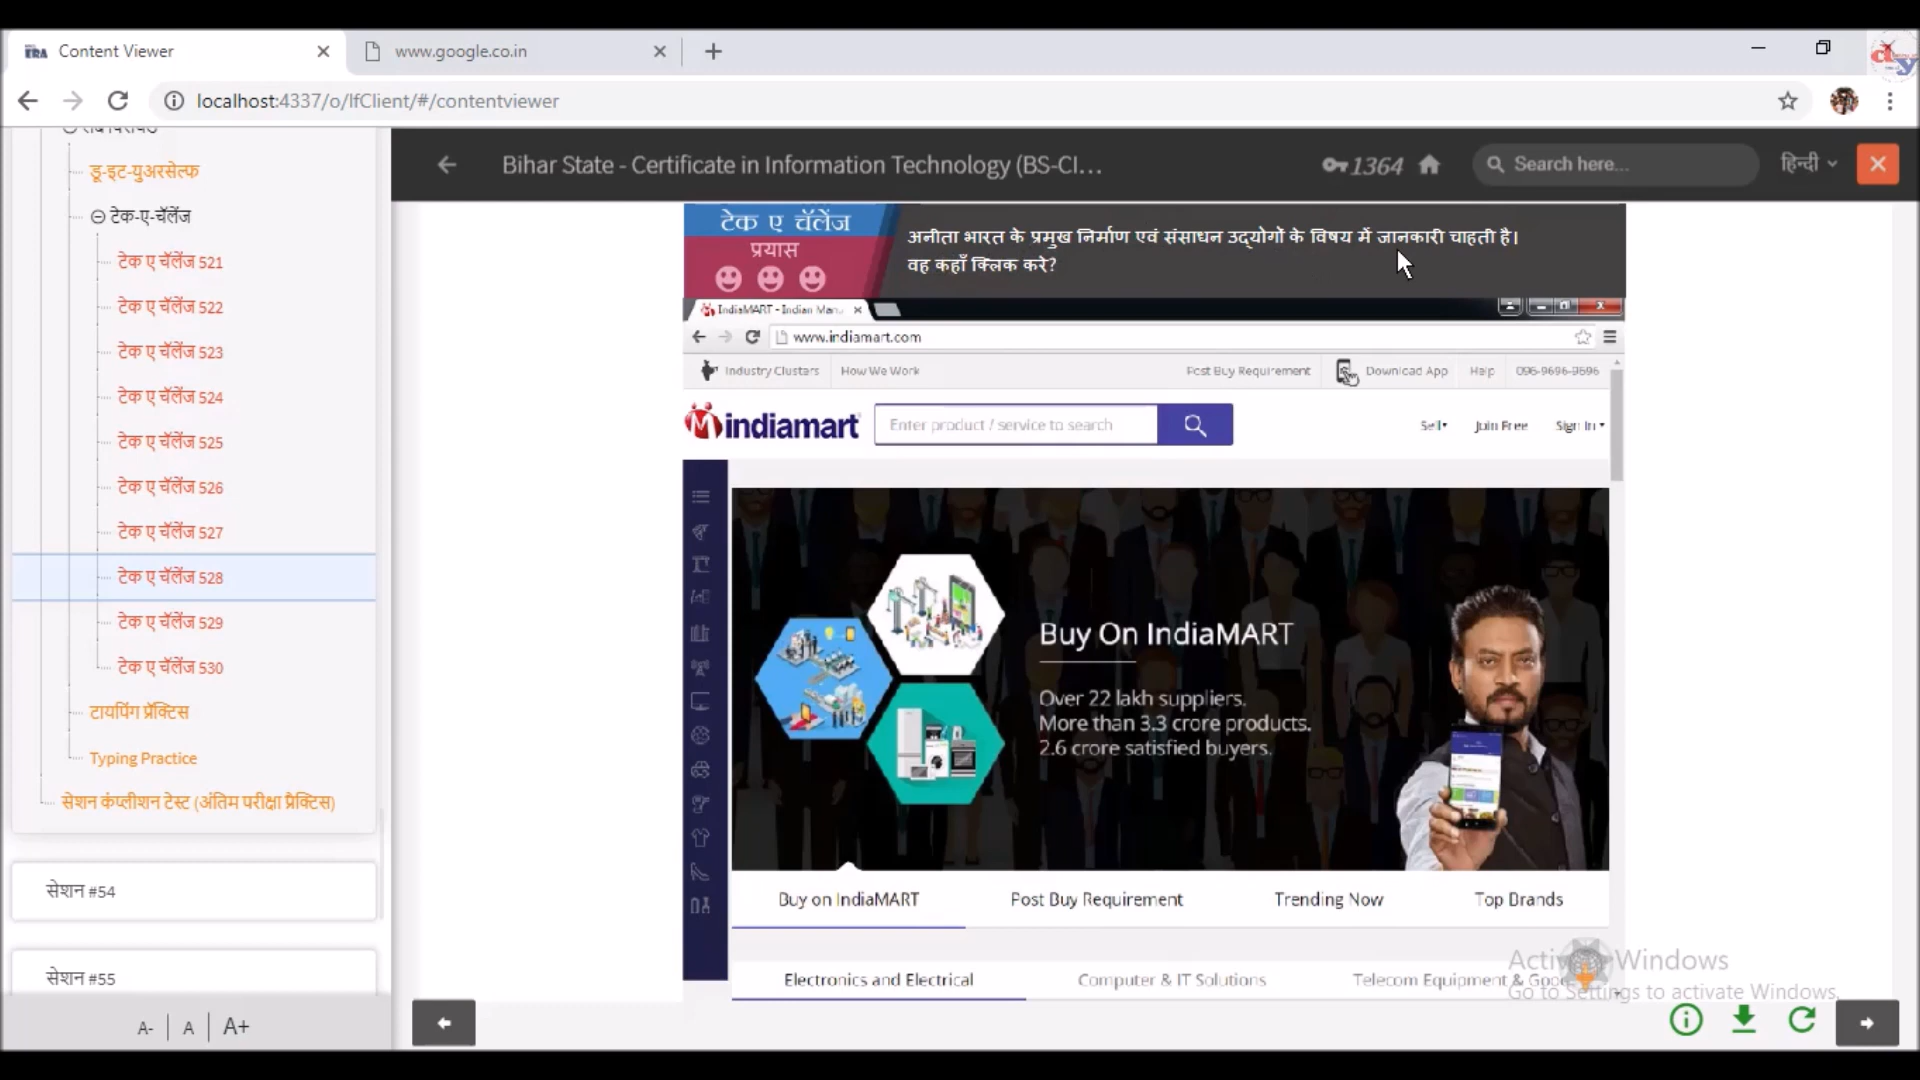 Content Viewer
www.google.co.in
localhost:4337/o/lfClient/#/contentviewer
डू-इट-युअरसेल्फ
टेक-ए-चॅलेंज
टेक ए चॅलेंज 521
टेक ए चॅलेंज 522
टेक ए चॅलेंज 523
टेक ए चॅलेंज 524
टेक ए चॅलेंज 525
टेक ए चॅलेंज 526
टेक ए चॅलेंज 527
टेक ए चॅलेंज 528
टेक ए चॅलेंज 529
टेक ए चॅलेंज 530
टायपिंग प्रॅक्टिस
Typing Practice
सेशन कंप्लीशन टेस्ट (अंतिम परीक्षा प्रैक्टिस)
सेशन #54
सेशन #55
A- A A+
Bihar State - Certificate in Information Technology (BS-CI...
1364
Search here...
हिन्दी
टेक ए चॅलेंज
प्रयास
अनीता भारत के प्रमुख निर्माण एवं संसाधन उद्योगों के विषय में जानकारी चाहती है।
वह कहाँ क्लिक करे?
IndiaMART - Indian Manu
www.indiamart.com
Industry Clusters
How We Work
Post Buy Requirement
Download App
Help
096-9696-9696
indiamart
Enter product / service to search
Sell
Join Free
Sign In
Buy On IndiaMART
Over 22 lakh suppliers.
More than 3.3 crore products.
2.6 crore satisfied buyers.
Buy on IndiaMART
Post Buy Requirement
Trending Now
Top Brands
Electronics and Electrical
Computer & IT Solutions
Telecom Equipment & Goo
Windows
Go to Settings to activate Windows.